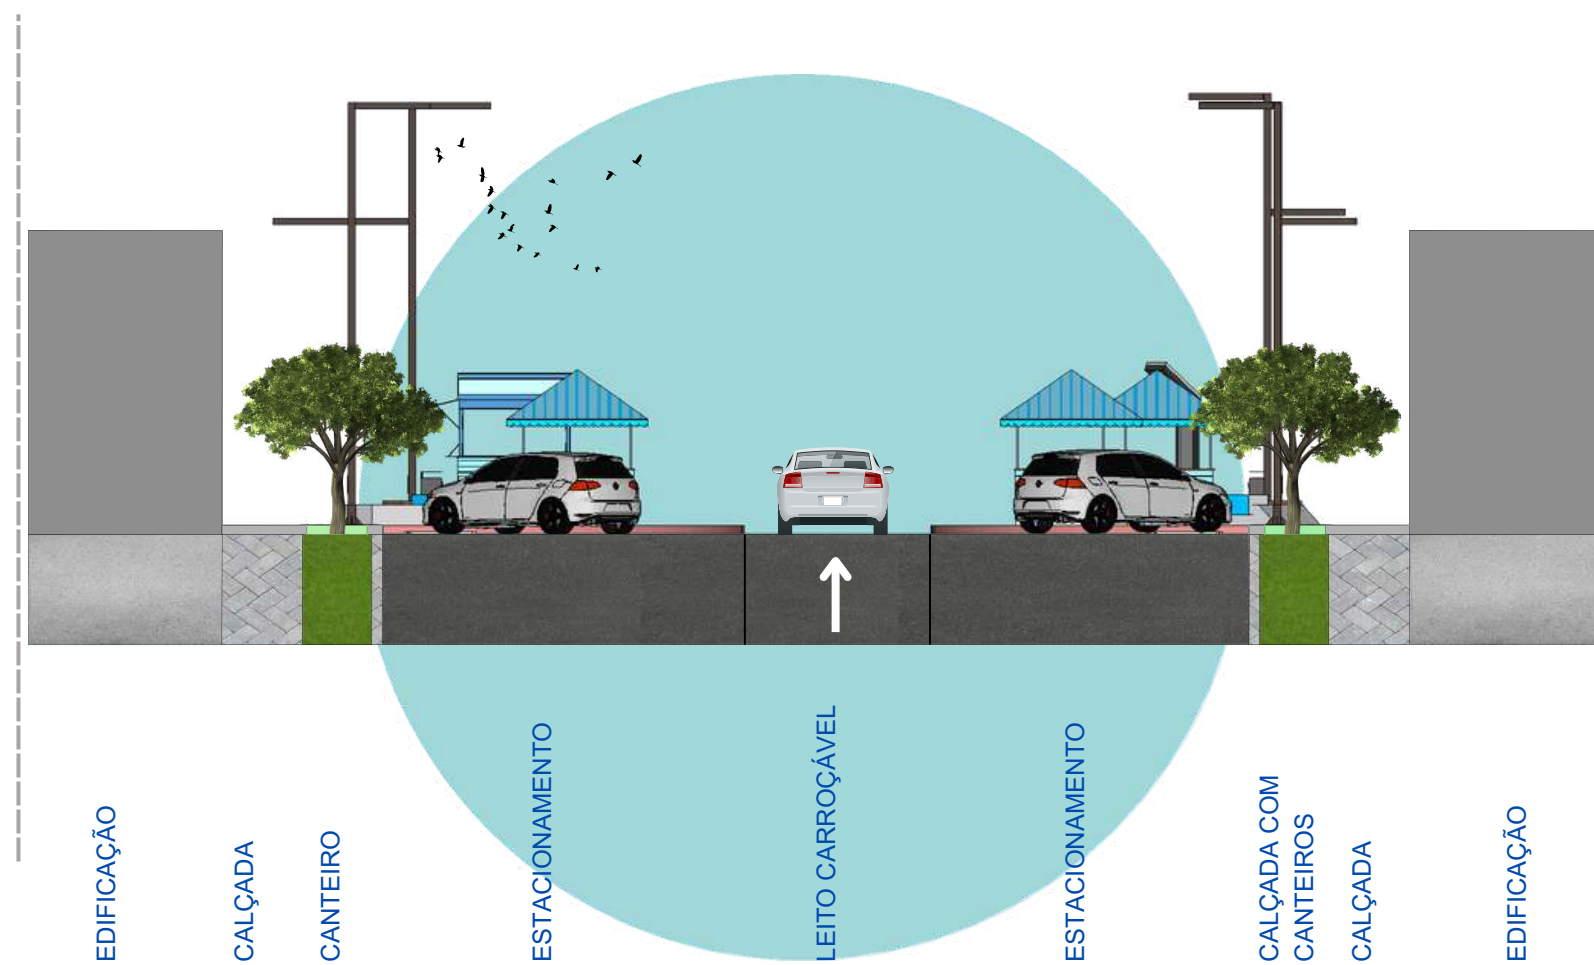 EDIFICAÇÃO
CALÇADA
CANTEIRO
ESTACIONAMENTO
LEITO CARROÇÁVEL
ESTACIONAMENTO
CALÇADA COM
CANTEIROS
CALÇADA
EDIFICAÇÃO